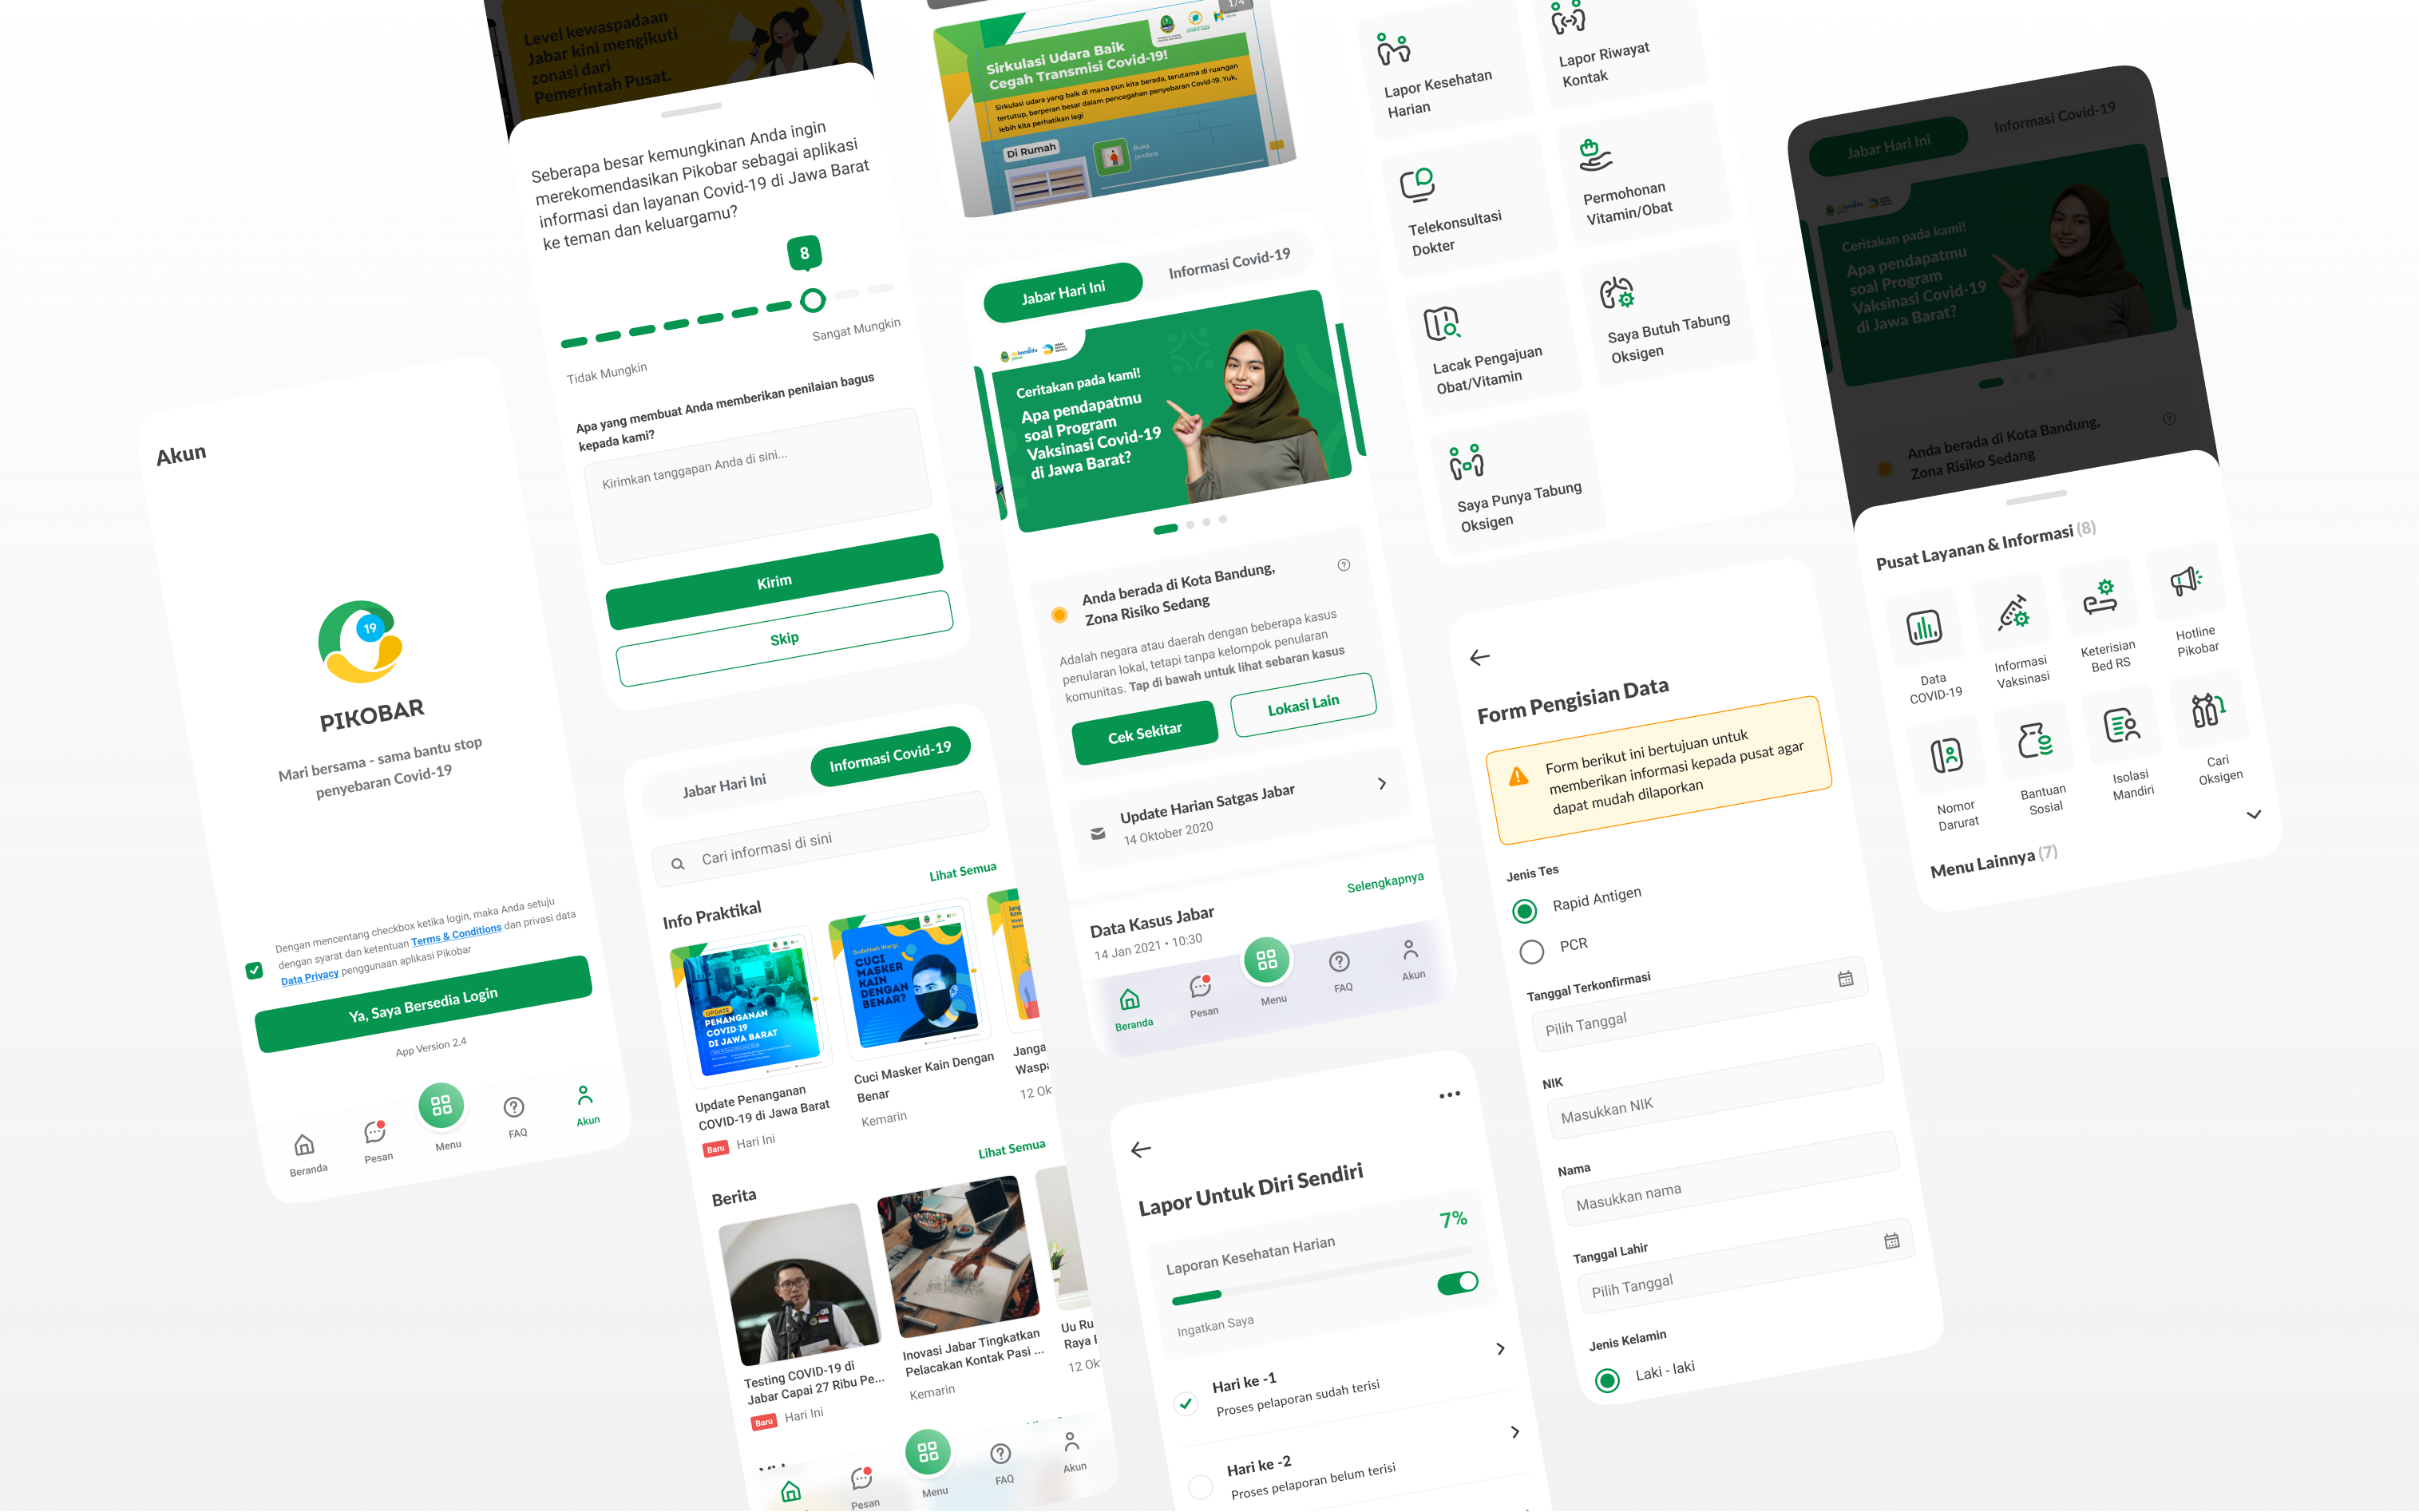 Akun
19
PIKOBAR
Mari bersama - sama bantu stop
penyebaran Covid-19
Dengan mencentang checkbox ketika login, maka Anda setuju
dengan syarat dan ketentuan Terms & Conditions dan privasi data
Data Privacy penggunaan aplikasi Pikobar
Ya, Saya Bersedia Login
App Version 2.4
Beranda
Pesan
Menu
FAQ
Akun
Level kewaspadaan
Jabar kini mengikuti
zonasi dari
Pemerintah Pusat.
Seberapa besar kemungkinan Anda ingin
merekomendasikan Pikobar sebagai aplikasi
informasi dan layanan Covid-19 di Jawa Barat
ke teman dan keluargamu?
8
Tidak Mungkin
Sangat Mungkin
Apa yang membuat Anda memberikan penilaian bagus
kepada kami?
Kirimkan tanggapan Anda di sini...
Kirim
Skip
Jabar Hari Ini
Informasi Covid-19
Cari informasi di sini
Info Praktikal
Lihat Semua
UPDATE
PENANGANAN
COVID-19
DI JAWA BARAT
Update Penanganan
COVID-19 di Jawa Barat
Baru
Hari Ini
Sudahkah Wargi,
CUCI
MASKER
KAIN
DENGAN
BENAR?
Cuci Masker Kain Dengan
Benar
Kemarin
Janga
Waspa
12 Ok
Berita
Lihat Semua
Testing COVID-19 di
Jabar Capai 27 Ribu Pe...
Baru
Hari Ini
Inovasi Jabar Tingkatkan
Pelacakan Kontak Pasi ...
Kemarin
Uu Ru
Raya
12 Ok
Pesan
Menu
FAQ
Akun
1/4
Sirkulasi Udara Baik
Cegah Transmisi Covid-19!
Sirkulasi udara yang baik di mana pun kita berada, terutama di ruangan
tertutup, berperan besar dalam pencegahan penyebaran Covid-19. Yuk,
lebih kita perhatikan lagi
Di Rumah
Buka
jendela
Jabar Hari Ini
Informasi Covid-19
Ceritakan pada kami!
Apa pendapatmu
soal Program
Vaksinasi Covid-19
di Jawa Barat?
Anda berada di Kota Bandung,
Zona Risiko Sedang
Adalah negara atau daerah dengan beberapa kasus
penularan lokal, tetapi tanpa kelompok penularan
komunitas. Tap di bawah untuk lihat sebaran kasus
Cek Sekitar
Lokasi Lain
Update Harian Satgas Jabar
14 Oktober 2020
Data Kasus Jabar
Selengkapnya
14 Jan 2021 • 10:30
Beranda
Pesan
Menu
FAQ
Akun
Lapor Untuk Diri Sendiri
Laporan Kesehatan Harian
7%
Ingatkan Saya
Hari ke -1
Proses pelaporan sudah terisi
Hari ke -2
Proses pelaporan belum terisi
Lapor Kesehatan
Harian
Lapor Riwayat
Kontak
Telekonsultasi
Dokter
Permohonan
Vitamin/Obat
Lacak Pengajuan
Obat/Vitamin
Saya Butuh Tabung
Oksigen
Saya Punya Tabung
Oksigen
Form Pengisian Data
Form berikut ini bertujuan untuk
memberikan informasi kepada pusat agar
dapat mudah dilaporkan
Jenis Tes
Rapid Antigen
PCR
Tanggal Terkonfirmasi
Pilih Tanggal
NIK
Masukkan NIK
Nama
Masukkan nama
Tanggal Lahir
Pilih Tanggal
Jenis Kelamin
Laki - laki
Jabar Hari Ini
Informasi Covid-19
Ceritakan pada kami!
Apa pendapatmu
soal Program
Vaksinasi Covid-19
di Jawa Barat?
Anda berada di Kota Bandung,
Zona Risiko Sedang
Pusat Layanan & Informasi (8)
Data
COVID-19
Informasi
Vaksinasi
Keterisian
Bed RS
Hotline
Pikobar
Nomor
Darurat
Bantuan
Sosial
Isolasi
Mandiri
Cari
Oksigen
Menu Lainnya (7)